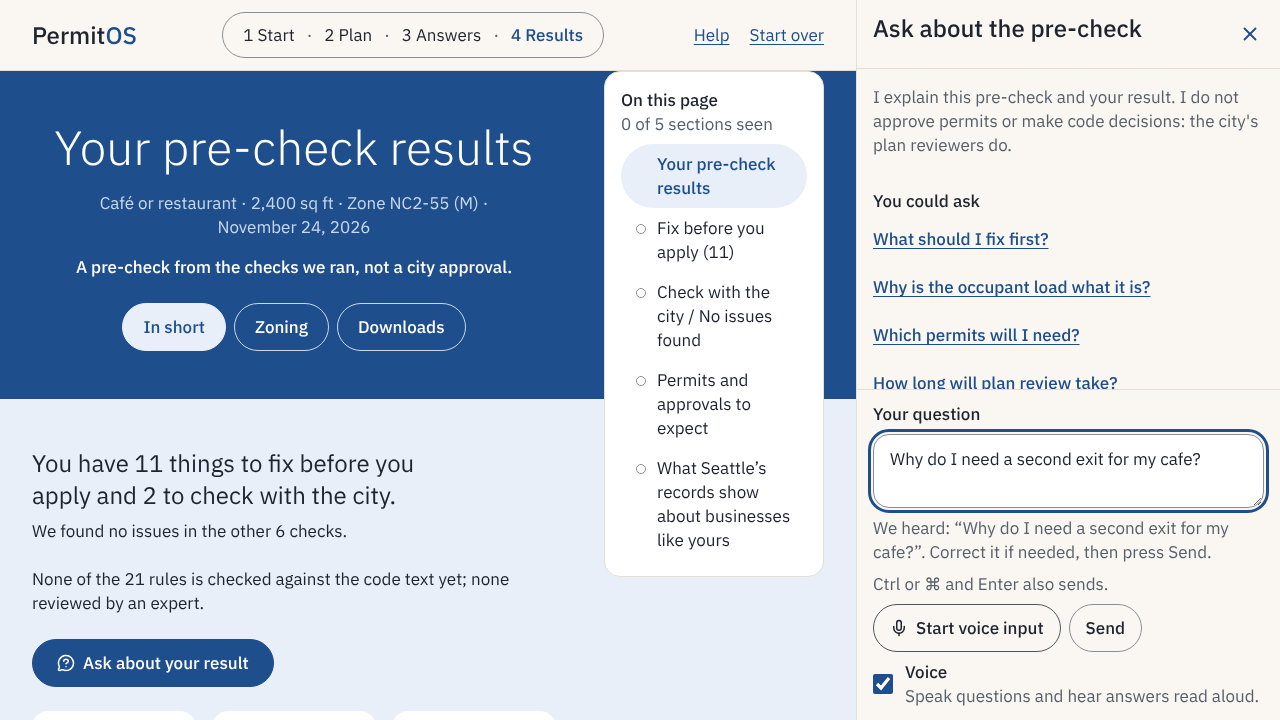 PermitOS
1 Start · 2 Plan · 3 Answers · 4 Results
Help
Start over
Your pre-check results
Café or restaurant · 2,400 sq ft · Zone NC2-55 (M) ·
November 24, 2026
A pre-check from the checks we ran, not a city approval.
In short
Zoning
Downloads
On this page
0 of 5 sections seen
Your pre-check
results
Fix before you
apply (11)
Check with the
city / No issues
found
Permits and
approvals to
expect
What Seattle’s
records show
about businesses
like yours
You have 11 things to fix before you
apply and 2 to check with the city.
We found no issues in the other 6 checks.
None of the 21 rules is checked against the code text yet; none
reviewed by an expert.
Ask about your result
Ask about the pre-check
I explain this pre-check and your result. I do not
approve permits or make code decisions: the city's
plan reviewers do.
You could ask
What should I fix first?
Why is the occupant load what it is?
Which permits will I need?
How long will plan review take?
Your question
Why do I need a second exit for my cafe?
We heard: “Why do I need a second exit for my
cafe?”. Correct it if needed, then press Send.
Ctrl or ⌘ and Enter also sends.
Start voice input
Send
Voice
Speak questions and hear answers read aloud.